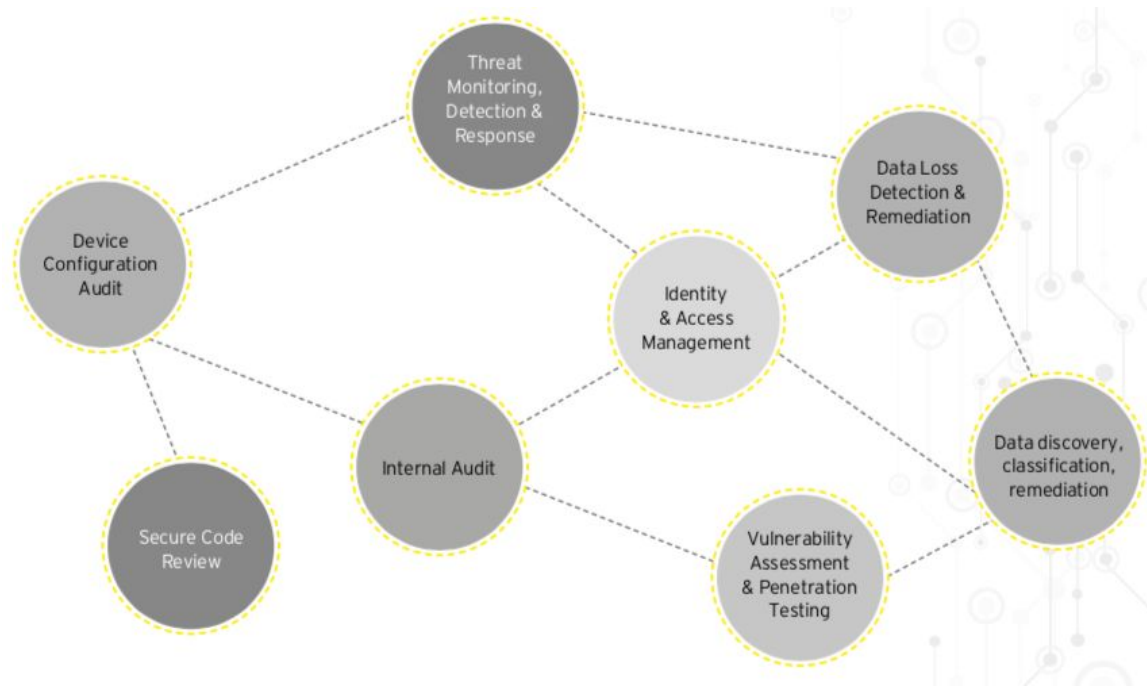 Threat
Monitoring,
Detection &
Response
Data Loss
Detection &
Remediation
Device
Configuration
Audit
Identity
& Access
Management
Internal Audit
Data discovery,
classification,
remediation
Secure Code
Review
Vulnerability
Assessment
& Penetration
Testing